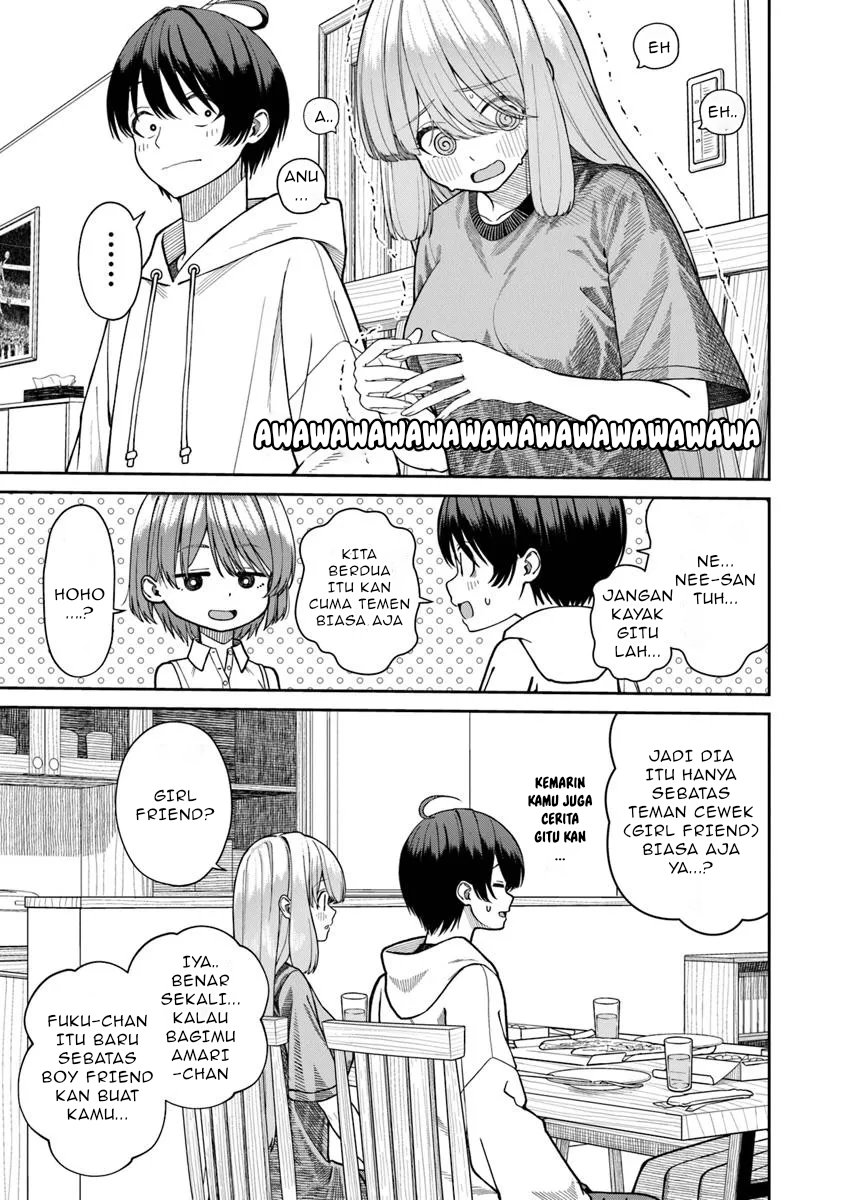 EH
EH..
A..
ANU
...
......
AWAWAWAWAWAWAWAWAWAWAWAWAWA
NE...
NEE-SAN
TUH...
JANGAN
KAYAK
GITU
LAH...
KITA
BERDUA
ITU KAN
CUMA TEMEN
BIASA AJA
HOHO
....?
JADI DIA
ITU HANYA
SEBATAS
TEMAN CEWEK
(GIRL FRIEND)
BIASA AJA
YA...?
KEMARIN
KAMU JUGA
CERITA
GITU KAN
...
GIRL
FRIEND?
IYA..
BENAR
SEKALI...
KALAU
BAGIMU
AMARI
-CHAN
FUKU-CHAN
ITU BARU
SEBATAS
BOY FRIEND
KAN BUAT
KAMU...